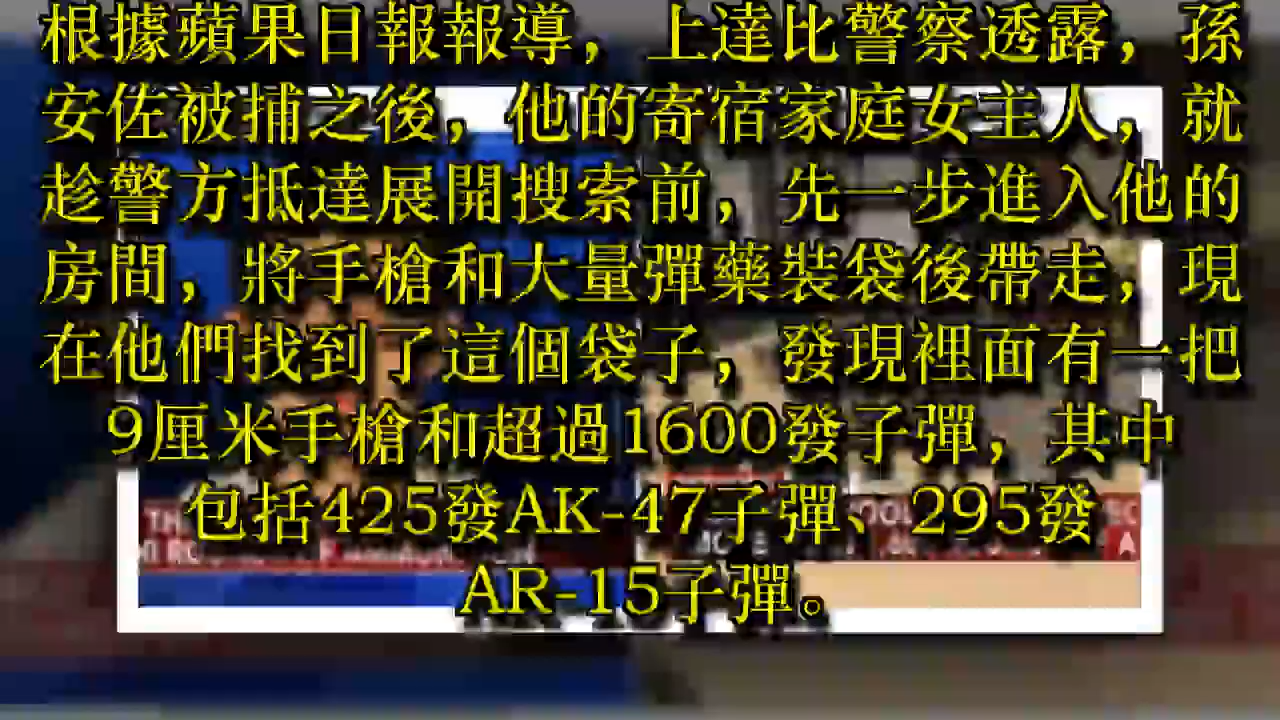 根據蘋果日報報導，上達比警察透露，孫
安佐被捕之後，他的寄宿家庭女主人，就
趁警方抵達展開搜索前，先一步進入他的
房間，將手槍和大量彈藥裝袋後帶走，現
在他們找到了這個袋子，發現裡面有一把
9厘米手槍和超過1600發子彈，其中
包括425發AK-47子彈、295發
AR-15子彈。